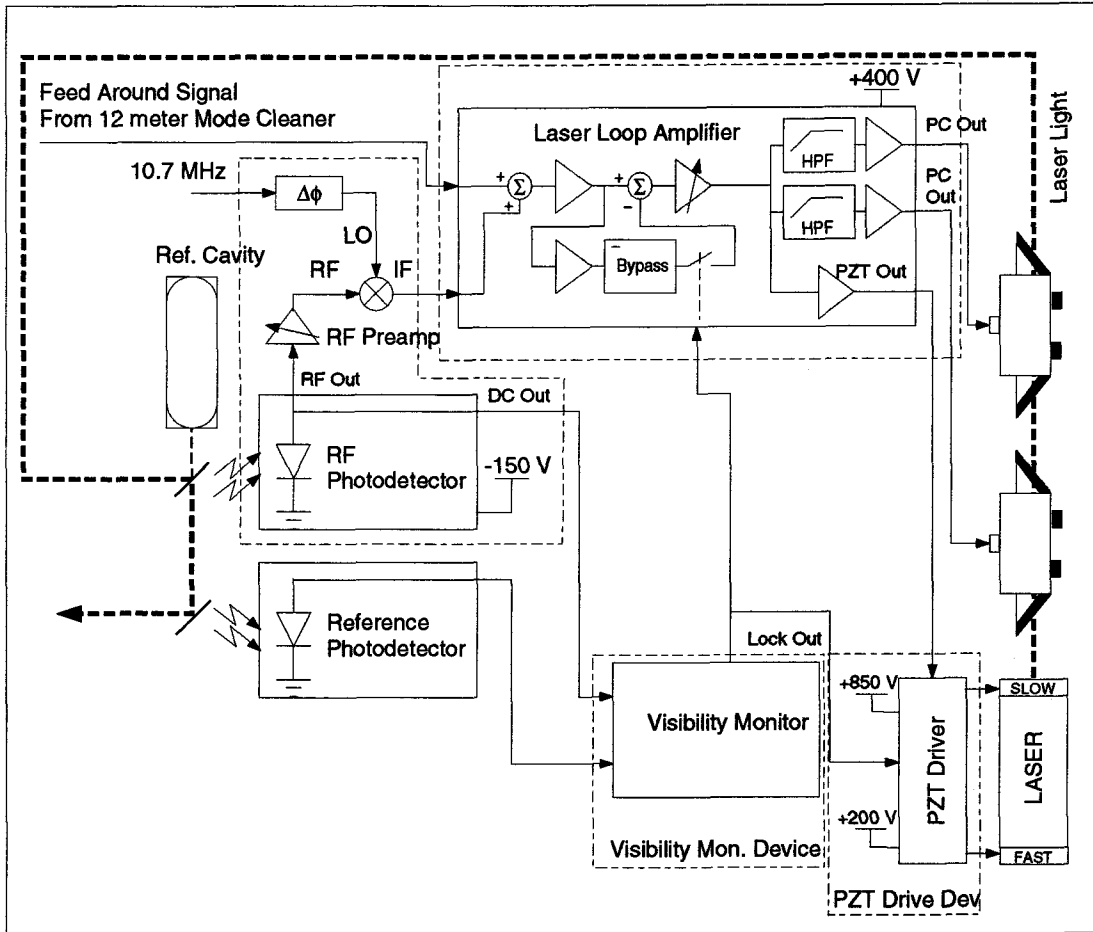 Feed Around Signal
From 12 meter Mode Cleaner
10.7 MHz
Δϕ
LO
RF
IF
Ref. Cavity
RF Preamp
RF Out
DC Out
RF
Photodetector
-150 V
Reference
Photodetector
+400 V
Laser Loop Amplifier
+
Σ
+
+
Σ
−
−
Bypass
HPF
HPF
PC Out
PC
Out
PZT Out
Laser Light
Lock Out
Visibility Monitor
Visibility Mon. Device
+850 V
+200 V
PZT Driver
PZT Drive Dev
SLOW
LASER
FAST